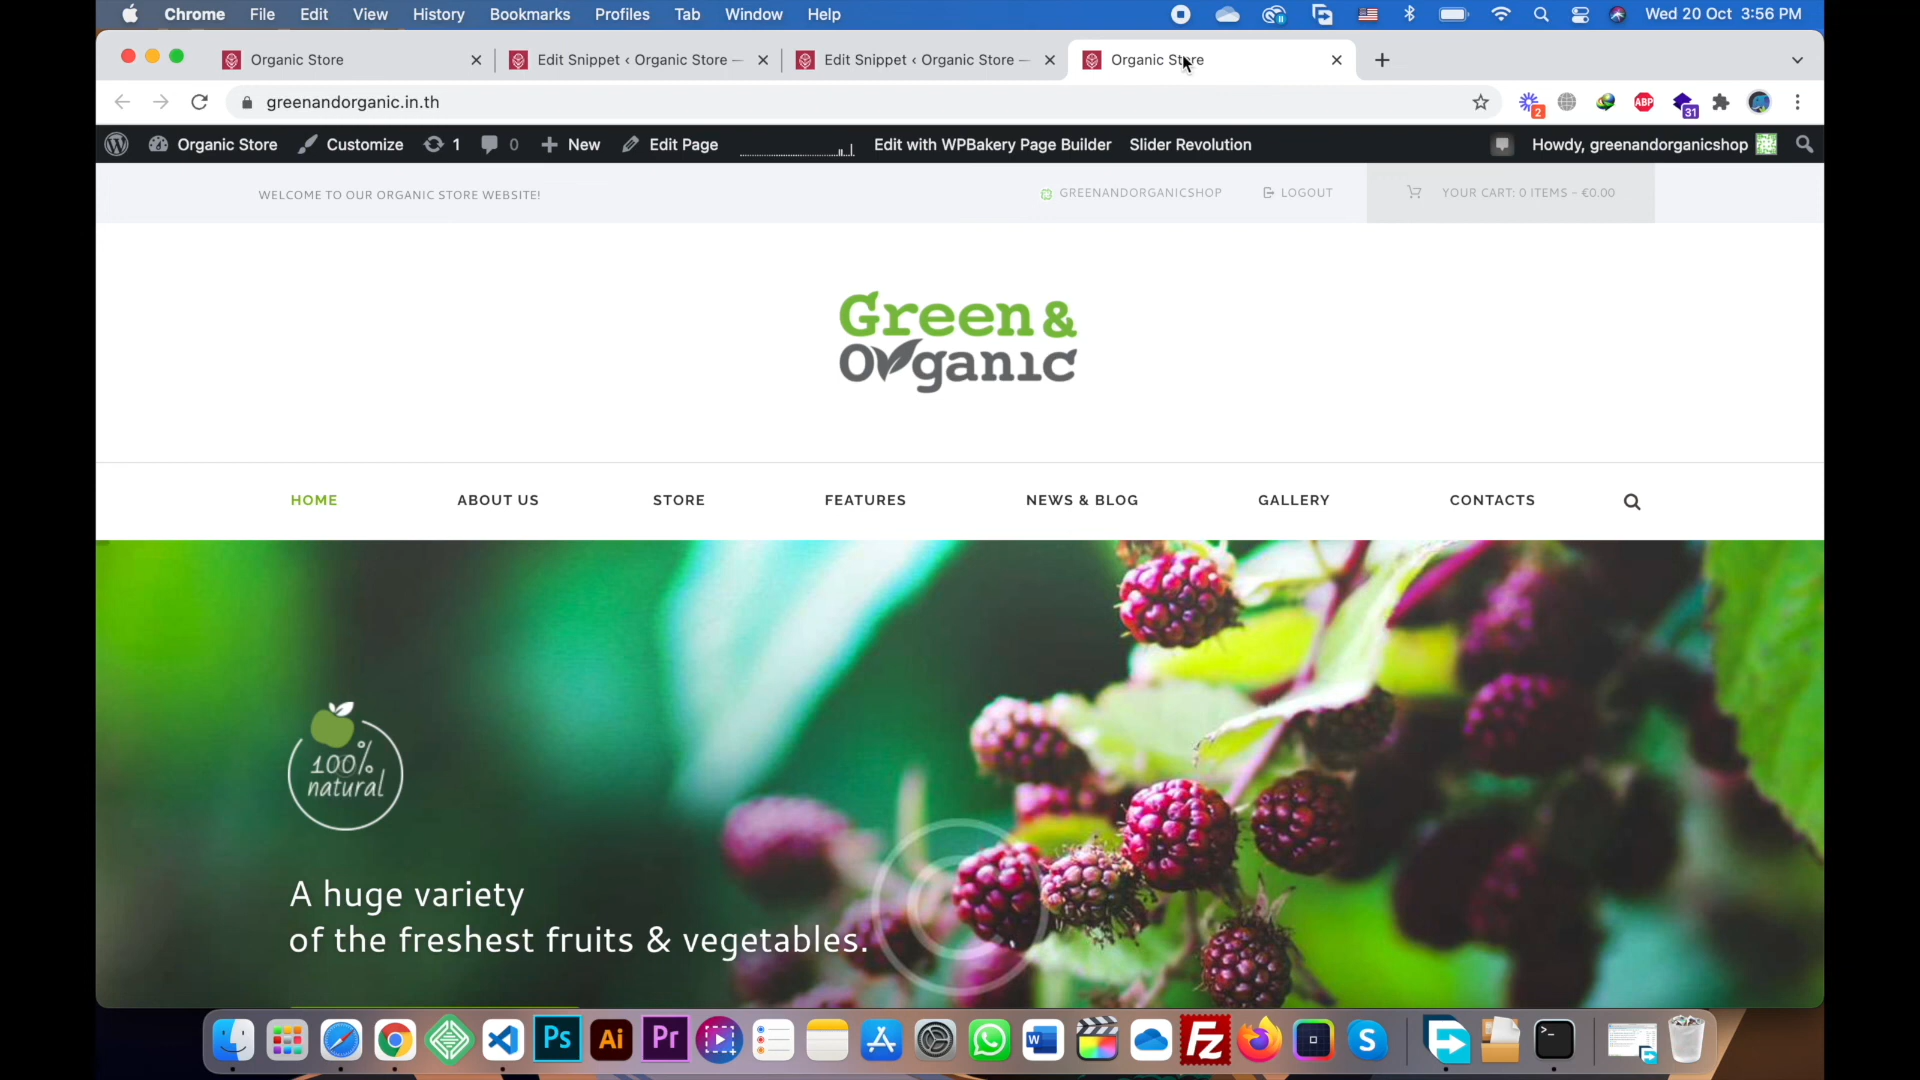 Chrome File Edit View History Bookmarks Profiles Tab Window Help Wed 20 Oct 3:56 PM
Organic Store Edit Snippet ‹ Organic Store — Edit Snippet ‹ Organic Store — Organic Store
greenandorganic.in.th 2 ABP 31
Organic Store Customize 1 0 New Edit Page Edit with WPBakery Page Builder Slider Revolution Howdy, greenandorganicshop
WELCOME TO OUR ORGANIC STORE WEBSITE! GREENANDORGANICSHOP LOGOUT YOUR CART: 0 ITEMS - €0.00
Green &
Organic
HOME ABOUT US STORE FEATURES NEWS & BLOG GALLERY CONTACTS
100%
natural
A huge variety
of the freshest fruits & vegetables.
Ps Ai Pr W Fz S >_